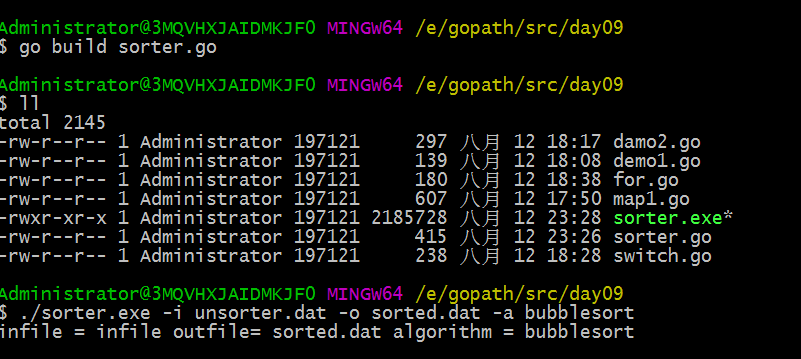 Administrator@3MQVHXJAIDMKJF0 MINGW64 /e/gopath/src/day09
$ go build sorter.go
Administrator@3MQVHXJAIDMKJF0 MINGW64 /e/gopath/src/day09
$ ll
total 2145
-rw-r--r-- 1 Administrator 197121     297 八月 12 18:17 damo2.go
-rw-r--r-- 1 Administrator 197121     139 八月 12 18:08 demo1.go
-rw-r--r-- 1 Administrator 197121     180 八月 12 18:38 for.go
-rw-r--r-- 1 Administrator 197121     607 八月 12 17:50 map1.go
-rwxr-xr-x 1 Administrator 197121 2185728 八月 12 23:28 sorter.exe*
-rw-r--r-- 1 Administrator 197121     415 八月 12 23:26 sorter.go
-rw-r--r-- 1 Administrator 197121     238 八月 12 18:28 switch.go
Administrator@3MQVHXJAIDMKJF0 MINGW64 /e/gopath/src/day09
$ ./sorter.exe -i unsorter.dat -o sorted.dat -a bubblesort
infile = infile outfile= sorted.dat algorithm = bubblesort